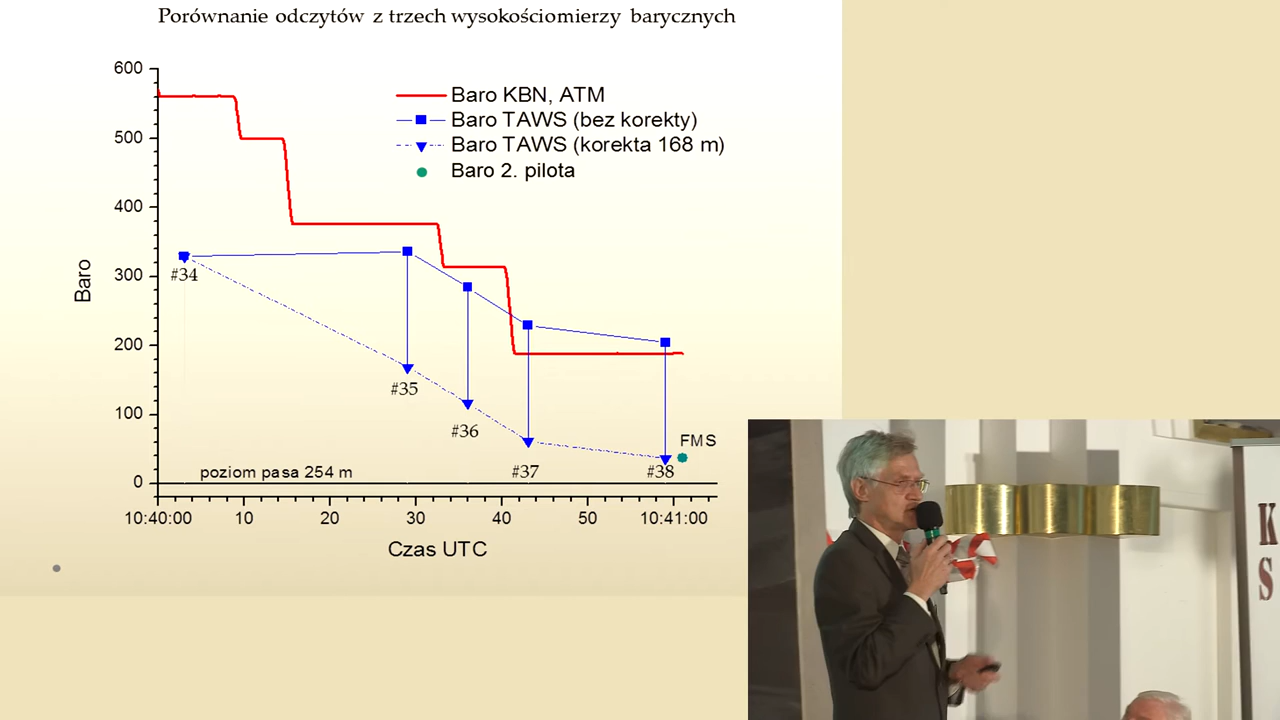 Porównanie odczytów z trzech wysokościomierzy barycznych
600
500
400
300
200
100
0
Baro
Baro KBN, ATM
Baro TAWS (bez korekty)
Baro TAWS (korekta 168 m)
Baro 2. pilota
#34
#35
#36
#37
#38
FMS
poziom pasa 254 m
10:40:00 10 20 30 40 50 10:41:00
Czas UTC
K
S